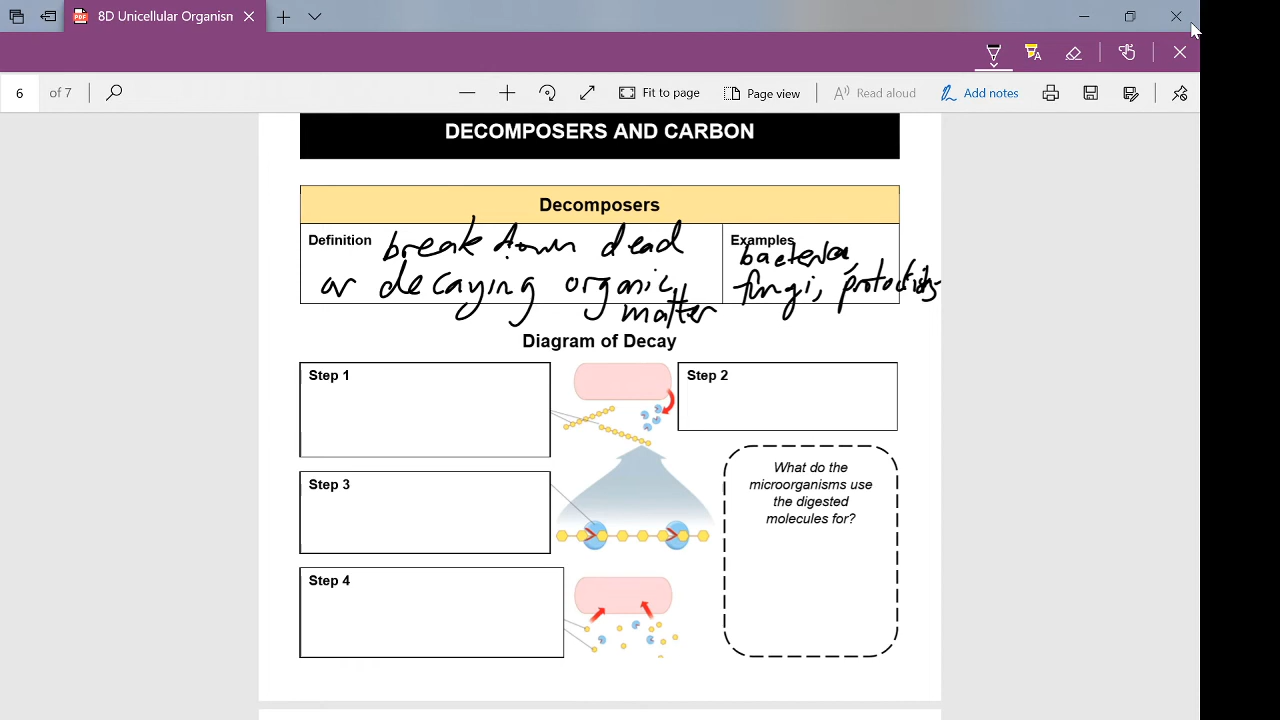 8D Unicellular Organisn
6 of 7
Fit to page
Page view
Read aloud
Add notes
DECOMPOSERS AND CARBON
Decomposers
Definition break down dead
or decaying organic
matter
Examples
bacteria,
fungi, protoctists
Diagram of Decay
Step 1
Step 2
What do the
microorganisms use
the digested
molecules for?
Step 3
Step 4